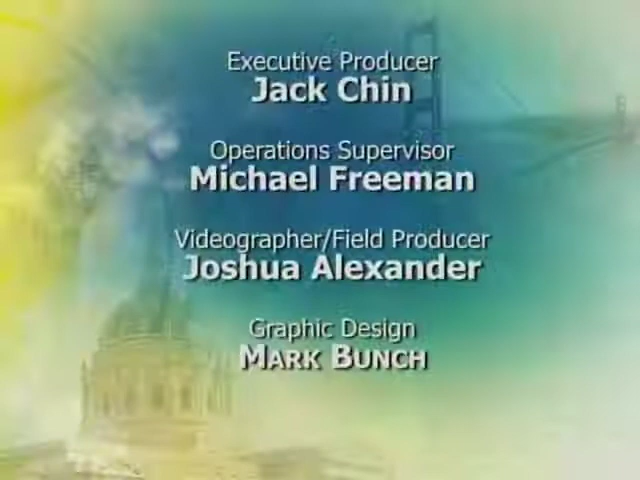 Executive Producer
Jack Chin
Operations Supervisor
Michael Freeman
Videographer/Field Producer
Joshua Alexander
Graphic Design
MARK BUNCH